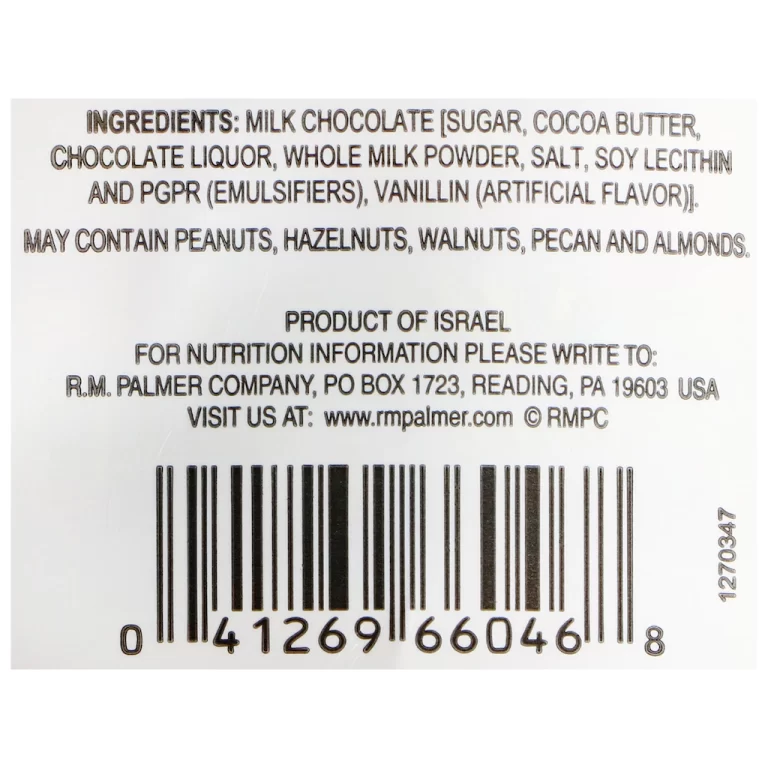 INGREDIENTS: MILK CHOCOLATE [SUGAR, COCOA BUTTER,
CHOCOLATE LIQUOR, WHOLE MILK POWDER, SALT, SOY LECITHIN
AND PGPR (EMULSIFIERS), VANILLIN (ARTIFICIAL FLAVOR)].
MAY CONTAIN PEANUTS, HAZELNUTS, WALNUTS, PECAN AND ALMONDS.
PRODUCT OF ISRAEL
FOR NUTRITION INFORMATION PLEASE WRITE TO:
R.M. PALMER COMPANY, PO BOX 1723, READING, PA 19603 USA
VISIT US AT: www.rmpalmer.com © RMPC
0 41269 66046 8
1270347